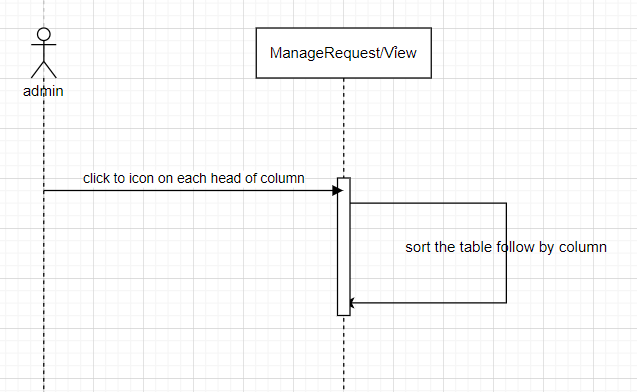 ManageRequest/View
admin
click to icon on each head of column
sort the table follow by column